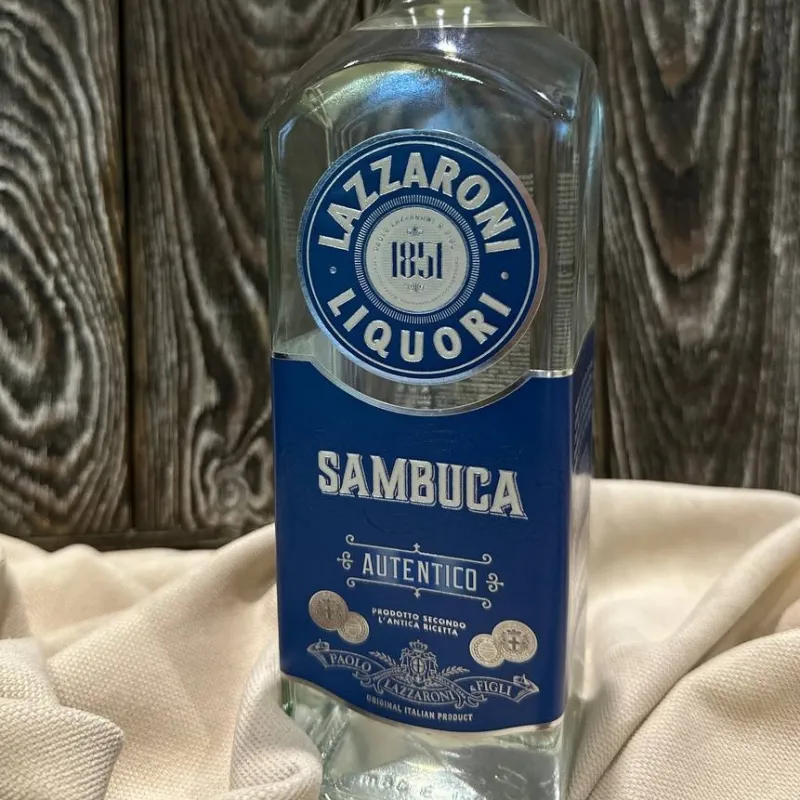 LAZZARONI
1851
LIQUORI
SAMBUCA
AUTENTICO
PRODOTTO SECONDO
L'ANTICA RICETTA
PAOLO LAZZARONI & FIGLI
ORIGINAL ITALIAN PRODUCT